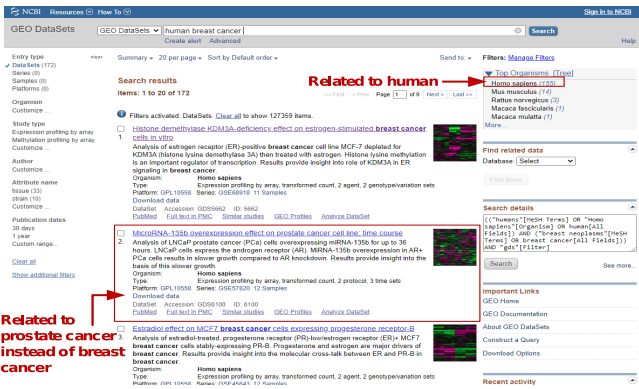 NCBI Resources How To Sign in to NCBI
GEO DataSets GEO DataSets human breast cancer Search
Create alert Advanced Help
Entry type clear
DataSets (172)
Series (0)
Samples (0)
Platforms (0)
Organism
Customize ...
Study type
Expression profiling by array
Methylation profiling by array
Customize ...
Author
Customize ...
Attribute name
tissue (33)
strain (10)
Customize ...
Publication dates
30 days
1 year
Custom range...
Clear all
Show additional filters
Related to
prostate cancer
instead of breast
cancer
Summary 20 per page Sort by Default order Send to:
Search results
Items: 1 to 20 of 172
<< First < Prev Page 1 of 9 Next > Last >>
Related to human
Filters activated: DataSets. Clear all to show 127359 items.
1. Histone demethylase KDM3A-deficiency effect on estrogen-stimulated breast cancer
cells in vitro
Analysis of estrogen receptor (ER)-positive breast cancer cell line MCF-7 depleted for
KDM3A (histone lysine demethylase 3A) then treated with estrogen. Histone lysine methylation
is an important regulator of transcription. Results provide insight into role of KDM3A in ER
signaling in breast cancer.
Organism: Homo sapiens
Type: Expression profiling by array, transformed count, 2 agent, 2 genotype/variation sets
Platform: GPL10558 Series: GSE68918 11 Samples
Download data
DataSet Accession: GDS5662 ID: 5662
PubMed Full text in PMC Similar studies GEO Profiles Analyze DataSet
2. MicroRNA-135b overexpression effect on prostate cancer cell line: time course
Analysis of LNCaP prostate cancer (PCa) cells overexpressing miRNA-135b for up to 36
hours. LNCaP cells express the androgen receptor (AR). MiRNA-135b overexpression in AR+
PCa cells results in slower growth compared to AR knockdown. Results provide insight into the
basis of this slower growth
Organism: Homo sapiens
Type: Expression profiling by array, transformed count, 2 protocol, 3 time sets
Platform: GPL10558 Series: GSE57820 12 Samples
Download data
DataSet Accession: GDS6100 ID: 6100
PubMed Full text in PMC Similar studies GEO Profiles Analyze DataSet
3. Estradiol effect on MCF7 breast cancer cells expressing progesterone receptor-B
Analysis of estradiol-treated, progesterone receptor (PR)-low/estrogen receptor (ER)+ MCF7
breast cancer cells stably-expressing PR-B. Progesterone and estrogen are major drivers of
breast cancer. Results provide insight into the molecular cross-talk between ER and PR-B in
breast cancer.
Organism: Homo sapiens
Type: Expression profiling by array, transformed count, 2 agent, 2 genotype/variation sets
Platform: GPL10558 Series: GSE45643 12 Samples
Filters: Manage Filters
Top Organisms [Tree]
Homo sapiens (155)
Mus musculus (14)
Rattus norvegicus (3)
Macaca fascicularis (1)
Macaca mulatta (1)
More...
Find related data
Database: Select
Find items
Search details
(("humans"[MeSH Terms] OR "Homo
sapiens"[Organism] OR human[All
Fields]) AND ("breast neoplasms"[MeSH
Terms] OR breast cancer[All Fields]))
AND "gds"[Filter]
Search See more...
Important Links
GEO Home
GEO Documentation
About GEO DataSets
Construct a Query
Download Options
Recent activity